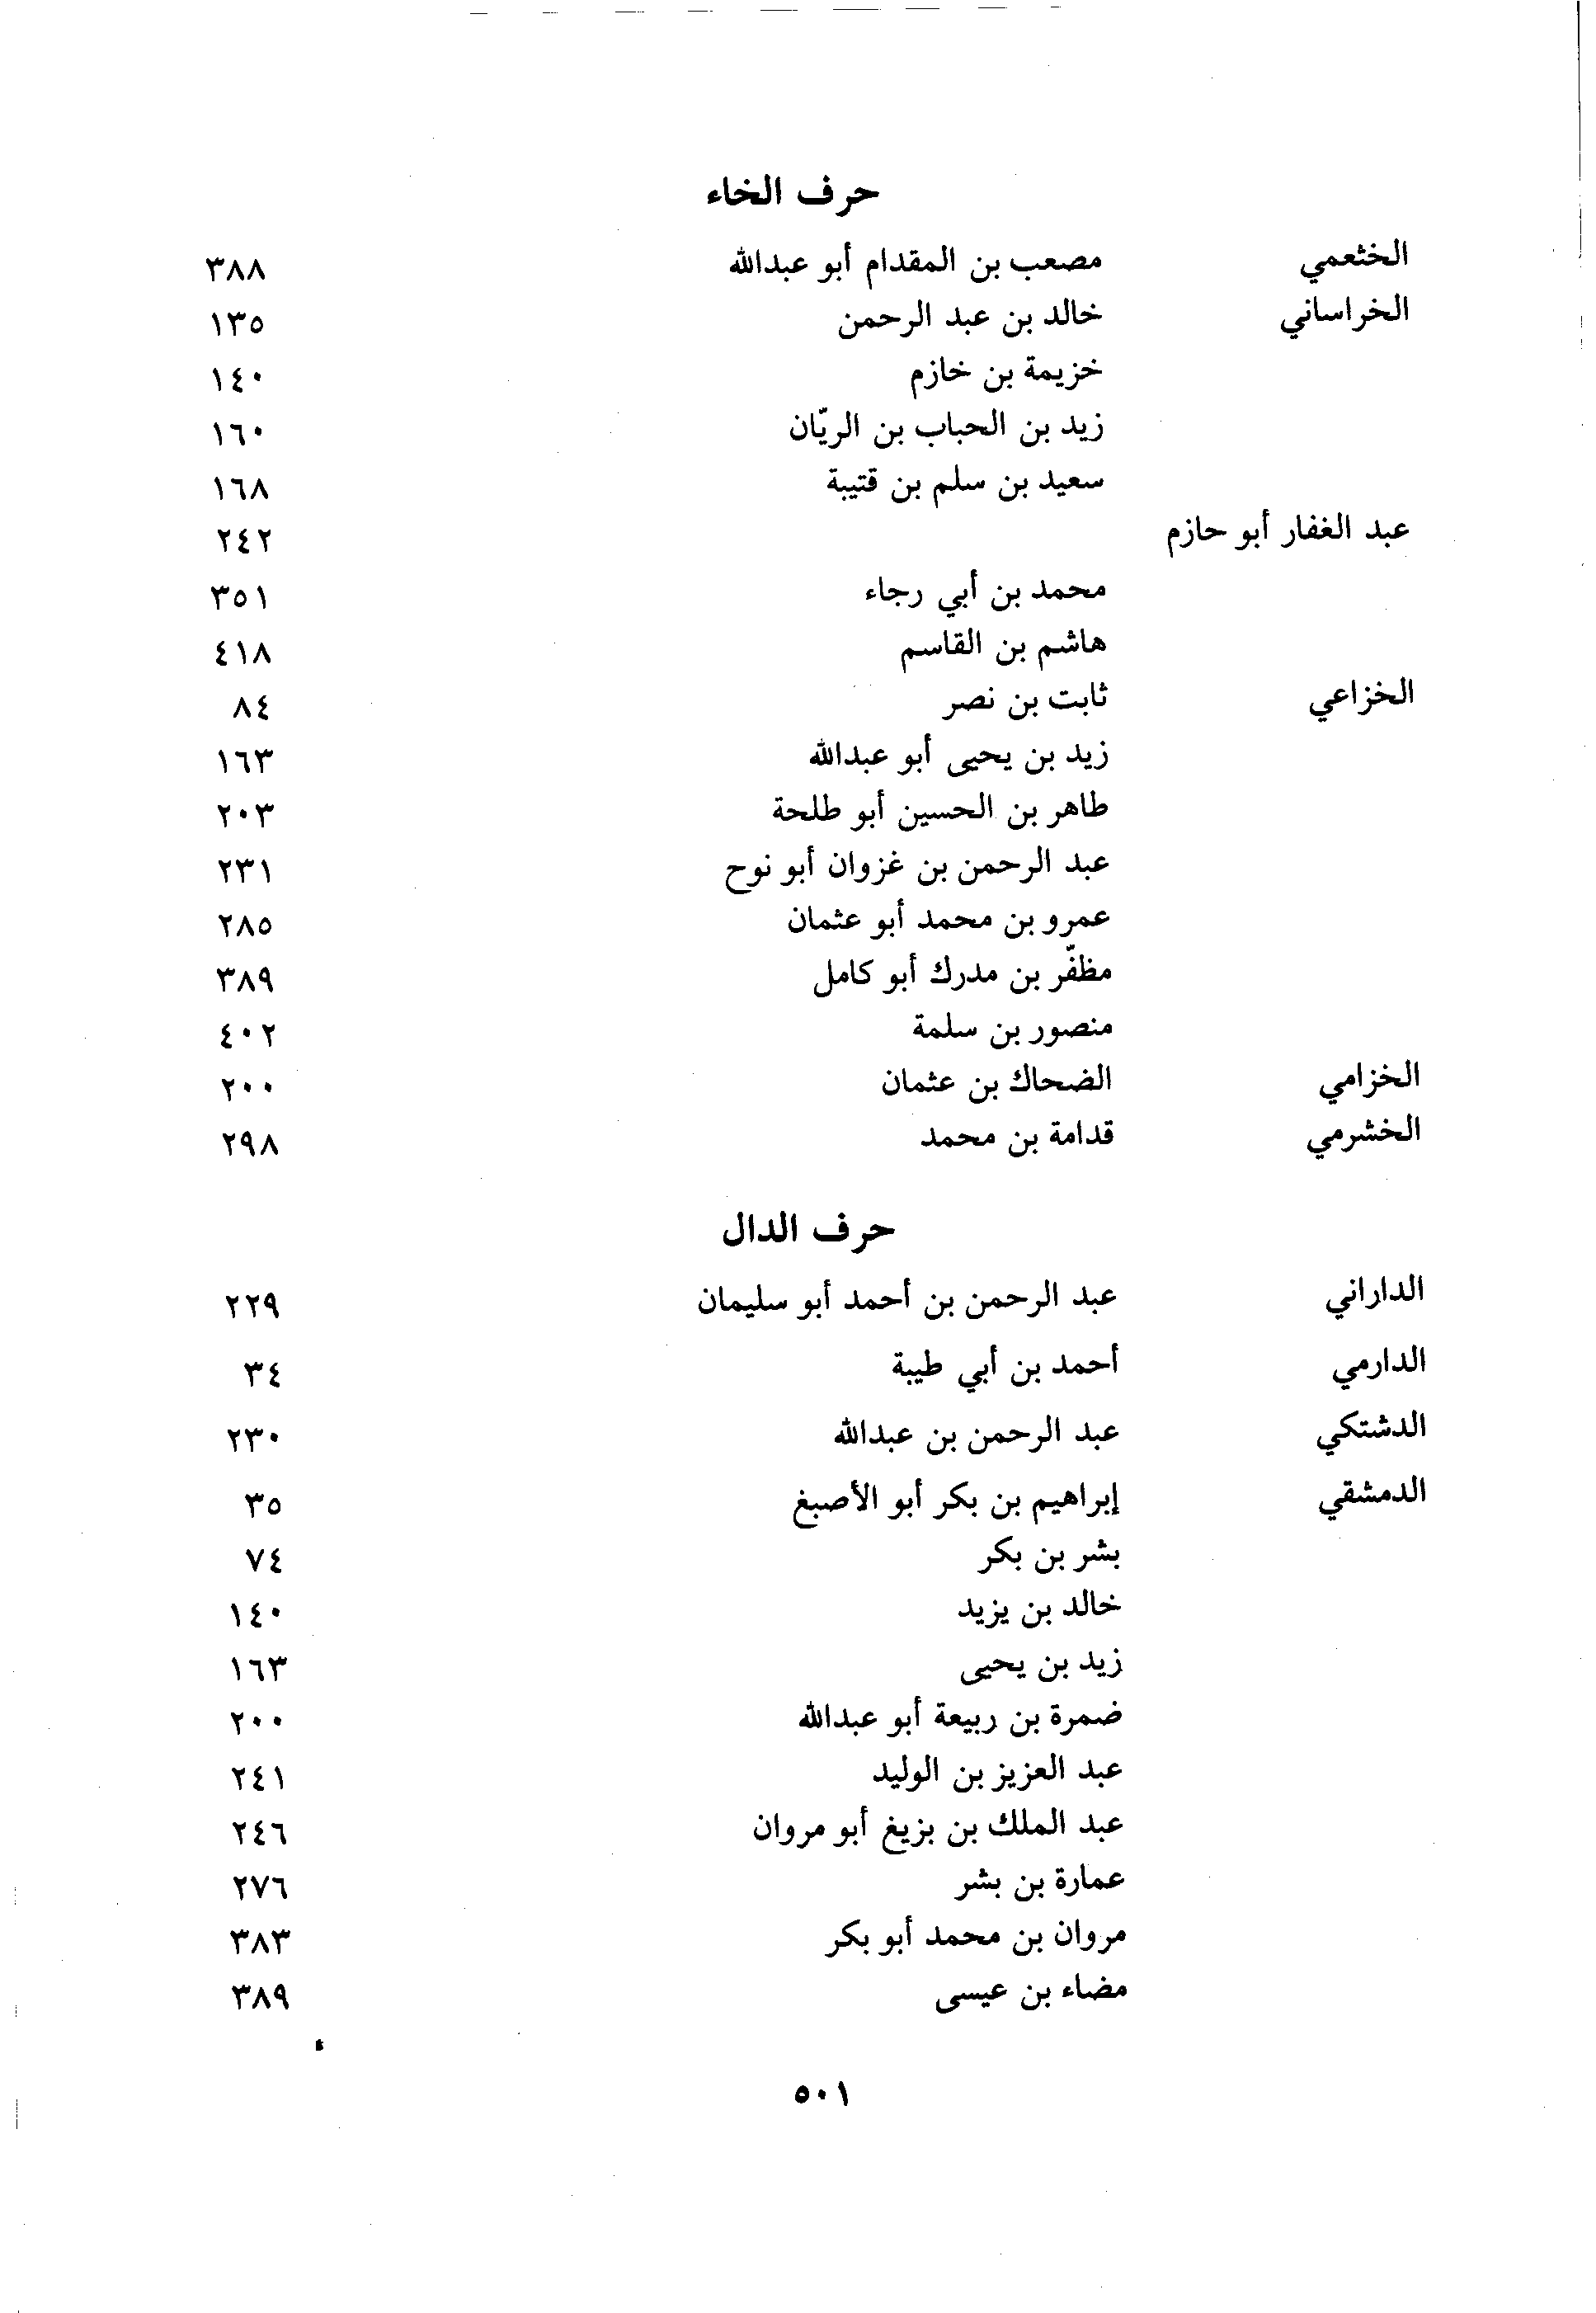 حرف الخاء
الخثعمي مصعب بن المقدام أبو عبدالله ٣٨٨
الخراساني خالد بن عبد الرحمن ١٣٥
خزيمة بن خازم ١٤٠
زيد بن الحباب بن الريّان ١٦٠
سعيد بن سلم بن قتيبة ١٦٨
عبد الغفار أبو حازم ٢٤٢
محمد بن أبي رجاء ٣٥١
هاشم بن القاسم ٤١٨
الخزاعي ثابت بن نصر ٨٤
زيد بن يحيى أبو عبدالله ١٦٣
طاهر بن الحسين أبو طلحة ٢٠٣
عبد الرحمن بن غزوان أبو نوح ٢٣١
عمرو بن محمد أبو عثمان ٢٨٥
مظفّر بن مدرك أبو كامل ٣٨٩
منصور بن سلمة ٤٠٢
الخزامي الضحاك بن عثمان ٢٠٠
الخشرمي قدامة بن محمد ٢٩٨
حرف الدال
الداراني عبد الرحمن بن أحمد أبو سليمان ٢٢٩
الدارمي أحمد بن أبي طيبة ٣٤
الدشتكي عبد الرحمن بن عبدالله ٢٣٠
الدمشقي إبراهيم بن بكر أبو الأصبغ ٣٥
بشر بن بكر ٧٤
خالد بن يزيد ١٤٠
زيد بن يحيى ١٦٣
ضمرة بن ربيعة أبو عبدالله ٢٠٠
عبد العزيز بن الوليد ٢٤١
عبد الملك بن بزيغ أبو مروان ٢٤٦
عمارة بن بشر ٢٧٦
مروان بن محمد أبو بكر ٣٨٣
مضاء بن عيسى ٣٨٩
٥٠١